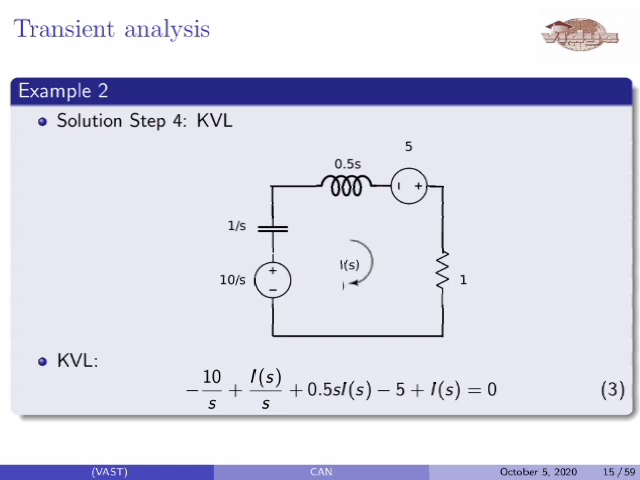 Transient analysis
vidya
Example 2
Solution Step 4: KVL
5
0.5s
1/s
+
10/s
−
I(s)
1
KVL:
−10/s + I(s)/s + 0.5sI(s) − 5 + I(s) = 0 (3)
(VAST) CAN October 5, 2020 15 / 59